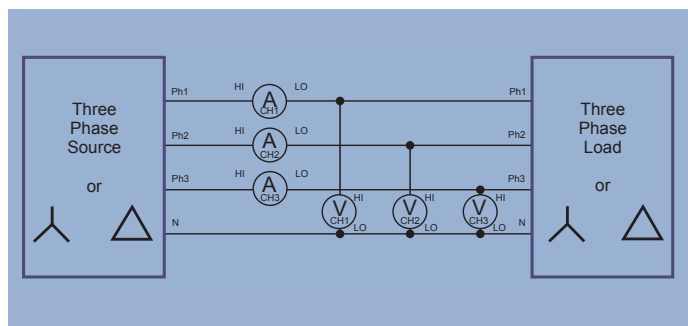 Three
Phase
Source
or
Ph1
HI
A
CH1
LO
Ph1
Ph2
HI
A
CH2
LO
Ph2
Ph3
HI
A
CH3
LO
Ph3
N
V
CH1
HI
LO
V
CH2
HI
LO
V
CH3
HI
LO
N
Three
Phase
Load
or